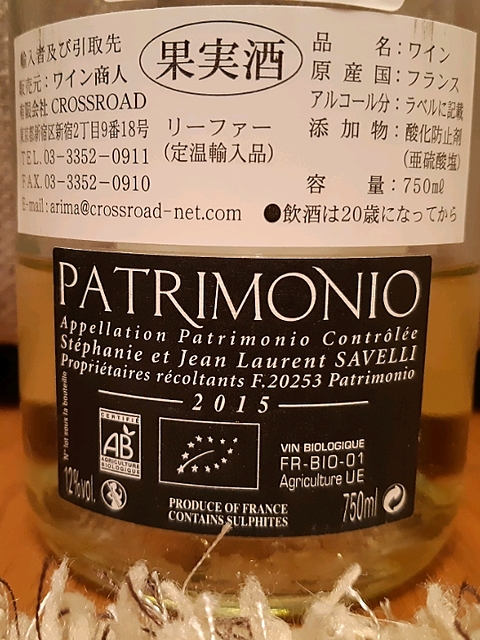 輸入者及び引取先
販売元：ワイン商人
有限会社 CROSSROAD
東京都新宿区新宿2丁目9番18号
TEL.03-3352-0911
FAX.03-3352-0910
E-mail:arima@crossroad-net.com
果実酒
リーファー
(定温輸入品)
品 名：ワイン
原産国：フランス
アルコール分：ラベルに記載
添加物：酸化防止剤
(亜硫酸塩)
容 量：750mℓ
●飲酒は20歳になってから
PATRIMONIO
Appellation Patrimonio Contrôlée
Stéphanie et Jean Laurent SAVELLI
Propriétaires récoltants F.20253 Patrimonio
2015
N° lot sous la bouteille
CERTIFIÉ
AB
AGRICULTURE
BIOLOGIQUE
VIN BIOLOGIQUE
FR-BIO-01
Agriculture UE
12%vol.
PRODUCE OF FRANCE
CONTAINS SULPHITES
750ml